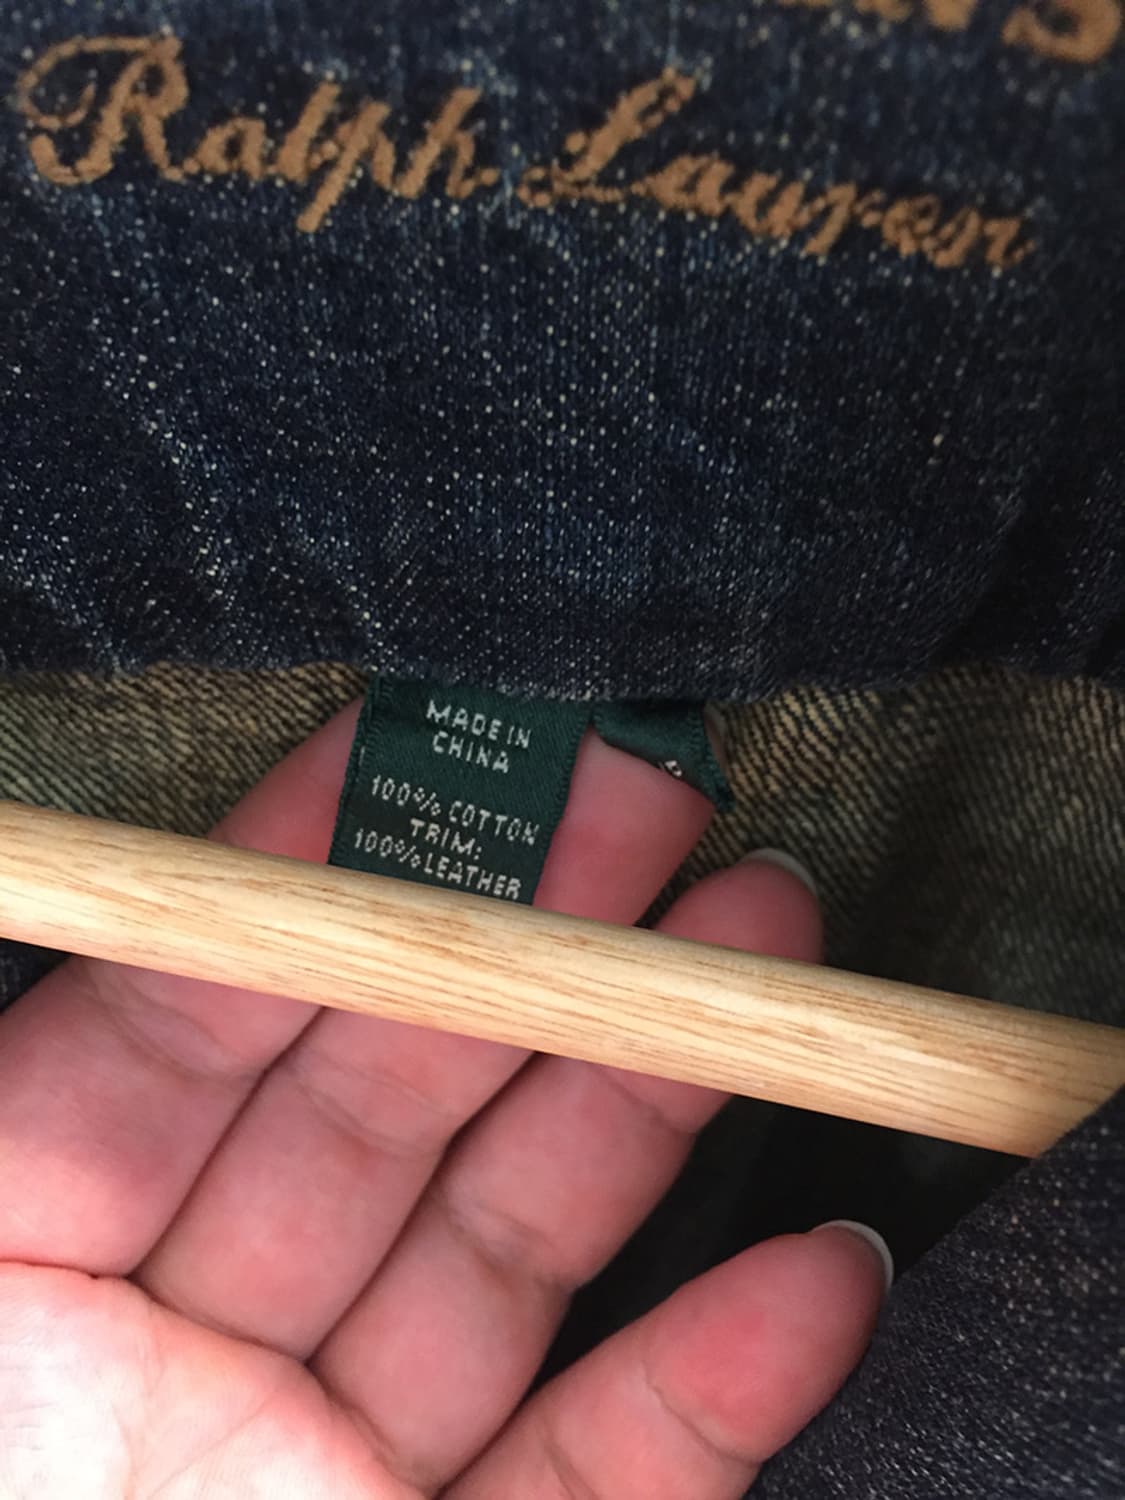 Ralph Lauren
MADE IN
CHINA
100% COTTON
TRIM:
100% LEATHER